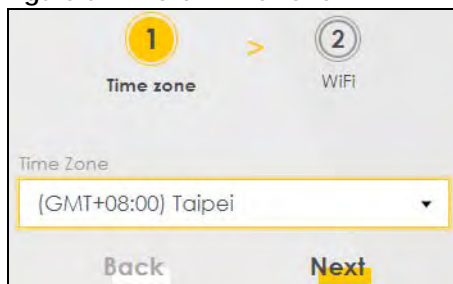 1 > 2
Time zone WiFi
Time Zone
(GMT+08:00) Taipei
Back Next